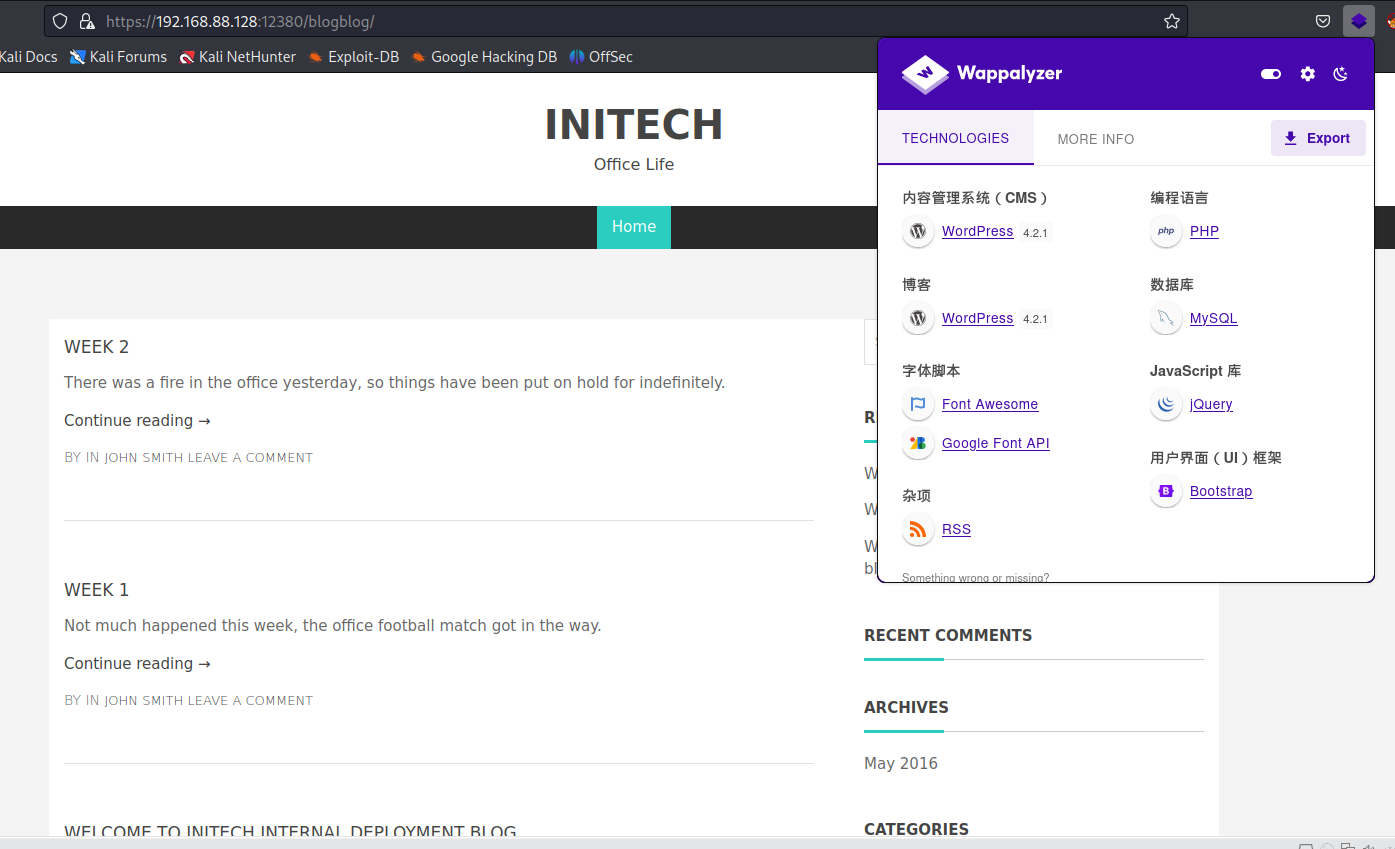 https://192.168.88.128:12380/blogblog/
Kali Docs Kali Forums Kali NetHunter Exploit-DB Google Hacking DB OffSec
Wappalyzer
TECHNOLOGIES MORE INFO Export
内容管理系统（CMS）
WordPress 4.2.1
博客
WordPress 4.2.1
字体脚本
Font Awesome
Google Font API
杂项
RSS
编程语言
php PHP
数据库
MySQL
JavaScript 库
jQuery
用户界面（UI）框架
Bootstrap
Something wrong or missing?
INITECH
Office Life
Home
WEEK 2
There was a fire in the office yesterday, so things have been put on hold for indefinitely.
Continue reading →
BY IN JOHN SMITH LEAVE A COMMENT
WEEK 1
Not much happened this week, the office football match got in the way.
Continue reading →
BY IN JOHN SMITH LEAVE A COMMENT
WELCOME TO INITECH INTERNAL DEPLOYMENT BLOG
RECENT COMMENTS
ARCHIVES
May 2016
CATEGORIES